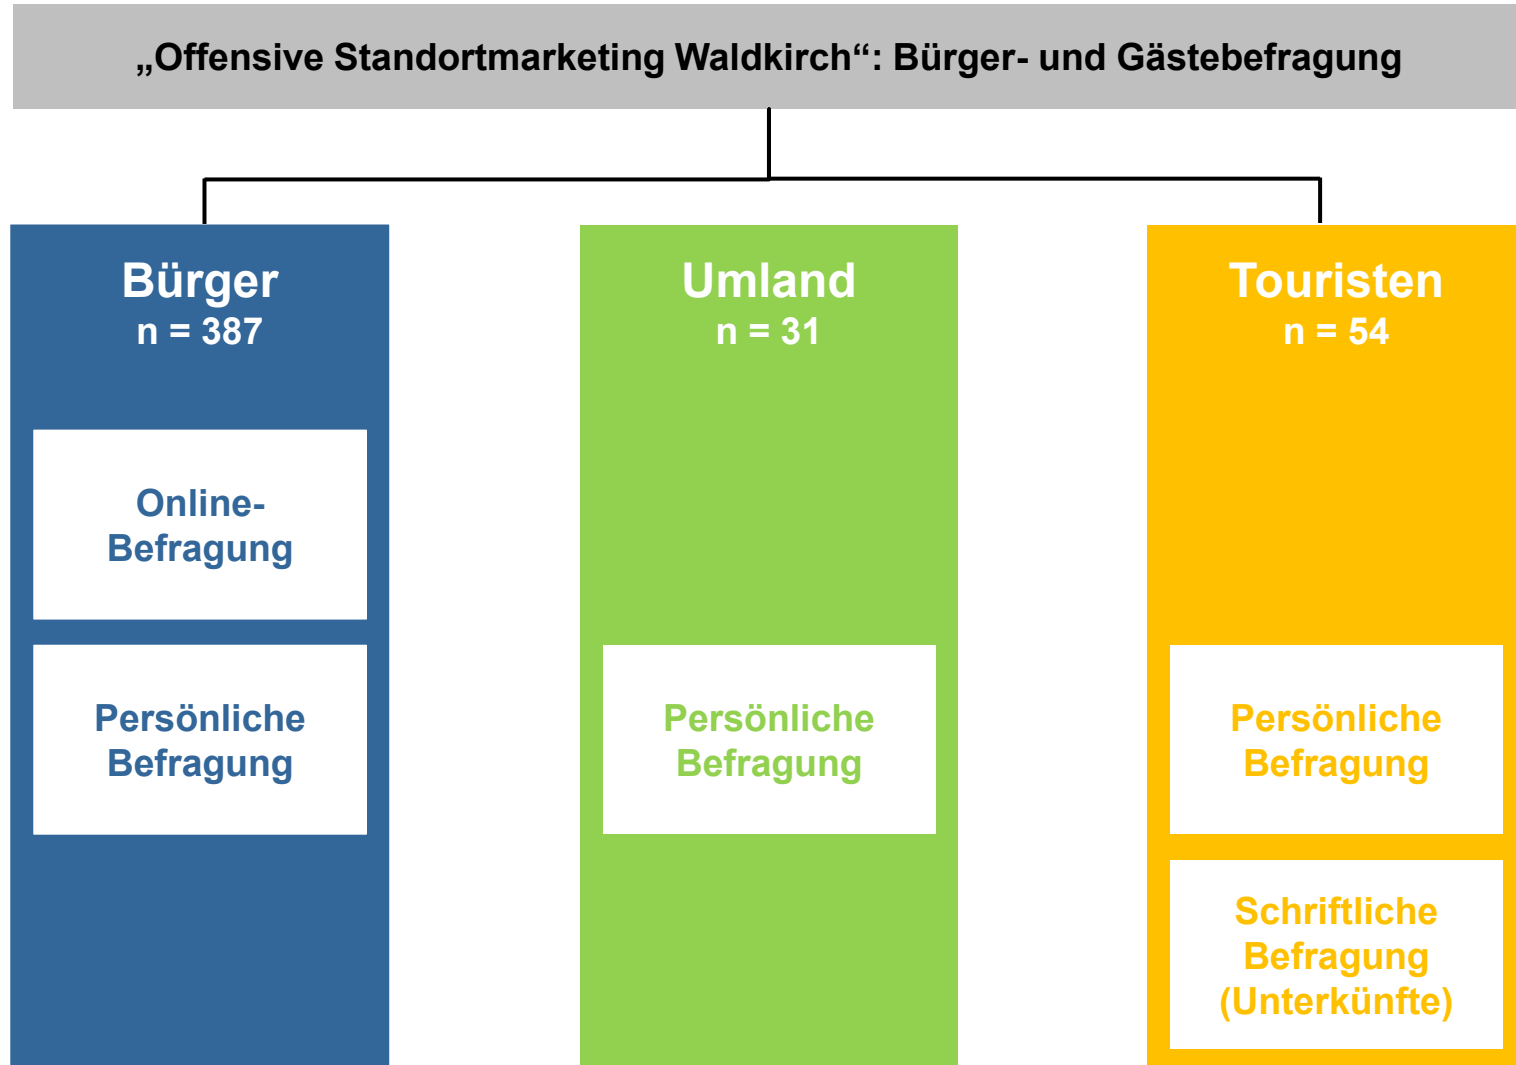 „Offensive Standortmarketing Waldkirch“: Bürger- und Gästebefragung
Bürger
n = 387
Online-
Befragung
Persönliche
Befragung
Umland
n = 31
Persönliche
Befragung
Touristen
n = 54
Persönliche
Befragung
Schriftliche
Befragung
(Unterkünfte)